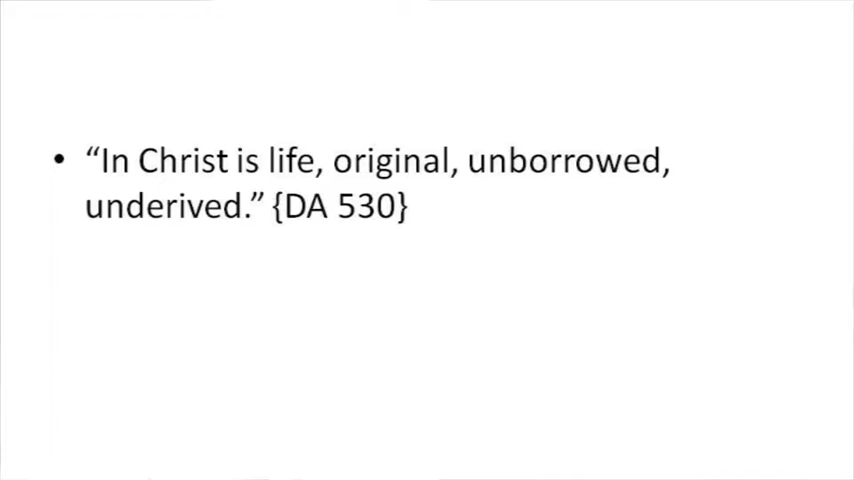 • “In Christ is life, original, unborrowed,
underived.” {DA 530}